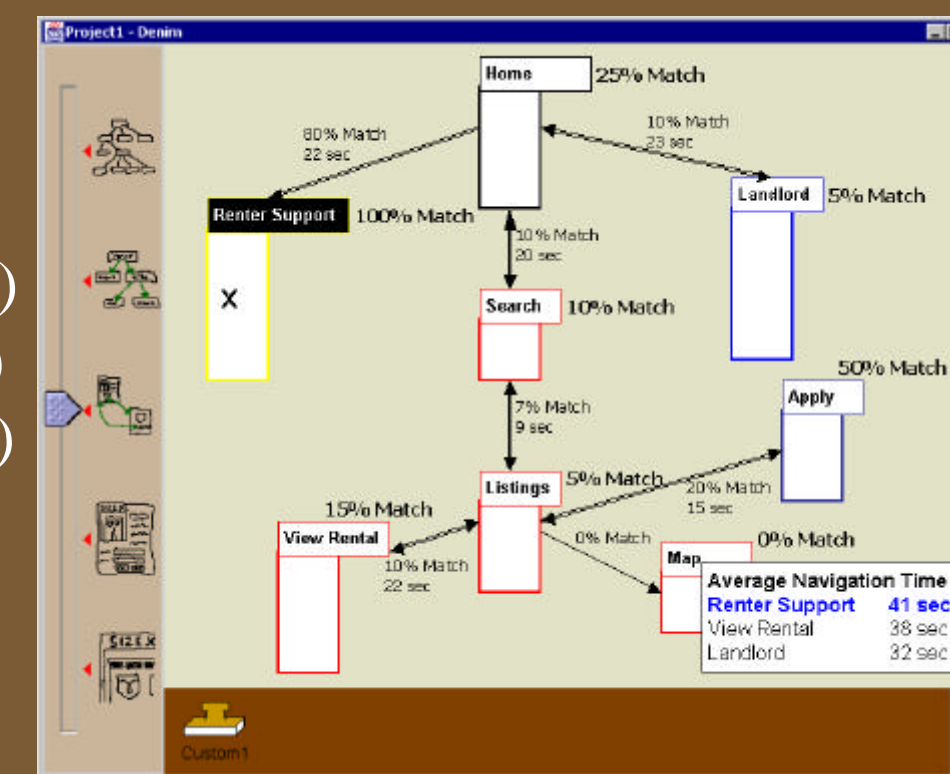 Project1 - Denim
Home
25% Match
80% Match
22 sec
10% Match
23 sec
Renter Support
100% Match
Landlord
5% Match
X
10% Match
20 sec
Search
10% Match
50% Match
Apply
7% Match
9 sec
Listings
5% Match
20% Match
15 sec
15% Match
View Rental
10% Match
22 sec
0% Match
Map
0% Match
Average Navigation Time
Renter Support 41 sec
View Rental 38 sec
Landlord 32 sec
Custom1
)
)
)